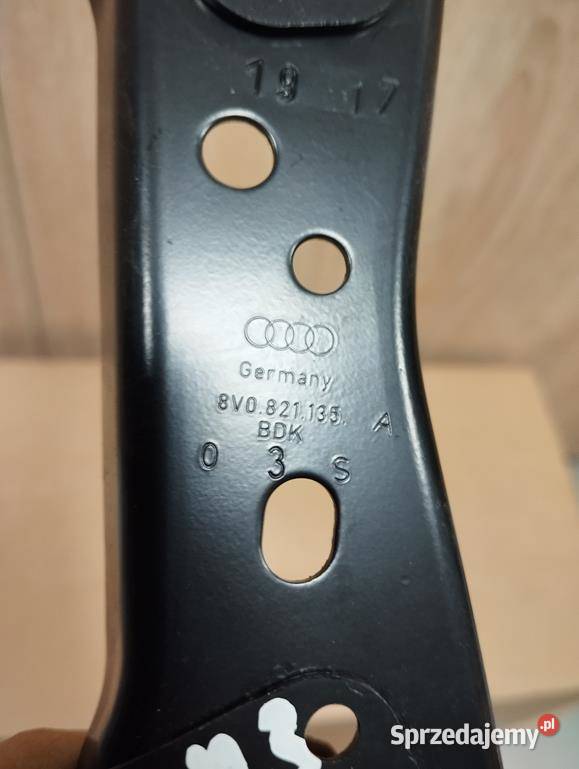 19 17
Germany
8V0.821.135. A
BDK
0 3 S
Sprzedajemy.pl